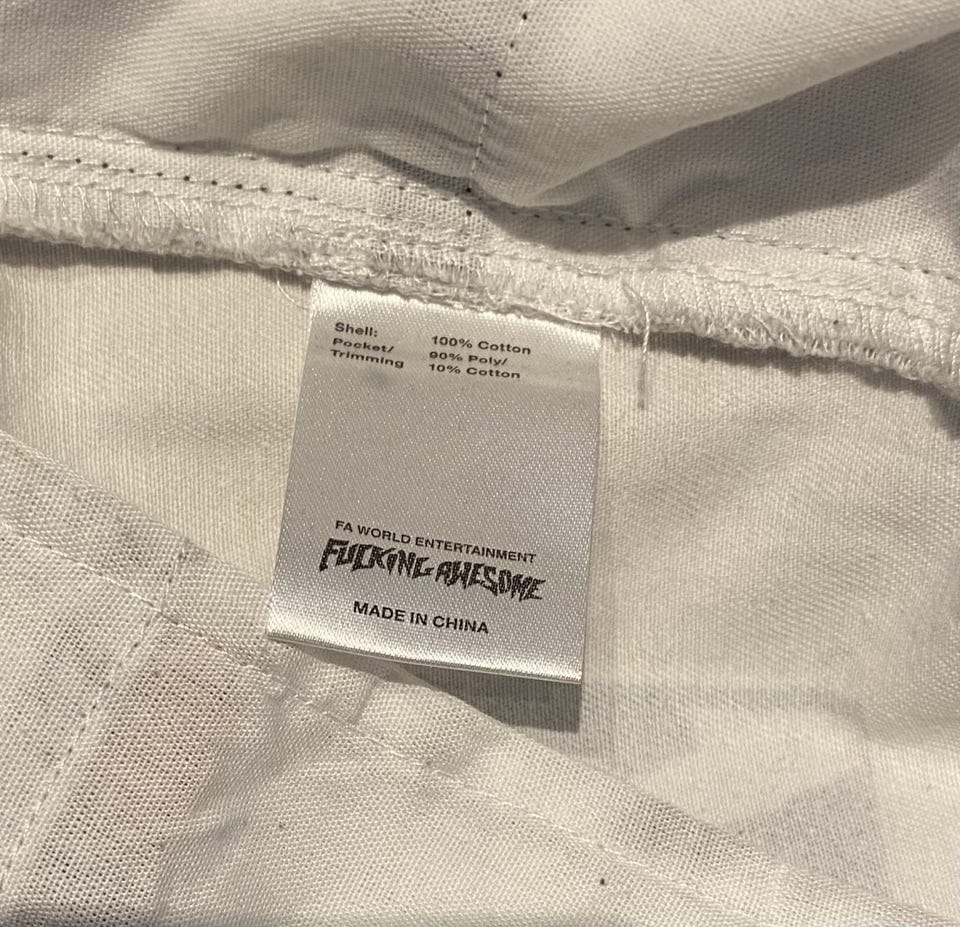 Shell: 100% Cotton
Pocket/ 90% Poly/
Trimming 10% Cotton
FA WORLD ENTERTAINMENT
FUCKING AWESOME
MADE IN CHINA